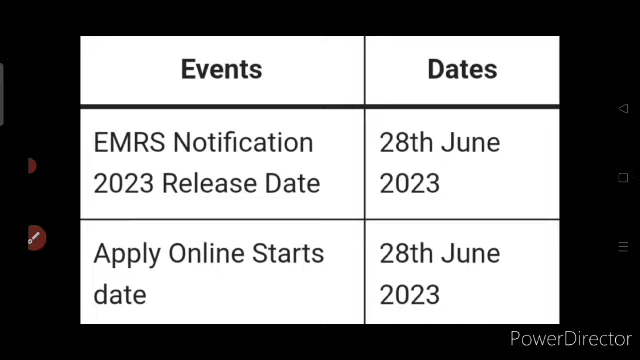 Events Dates
EMRS Notification 28th June
2023 Release Date 2023
Apply Online Starts 28th June
date 2023
PowerDirector